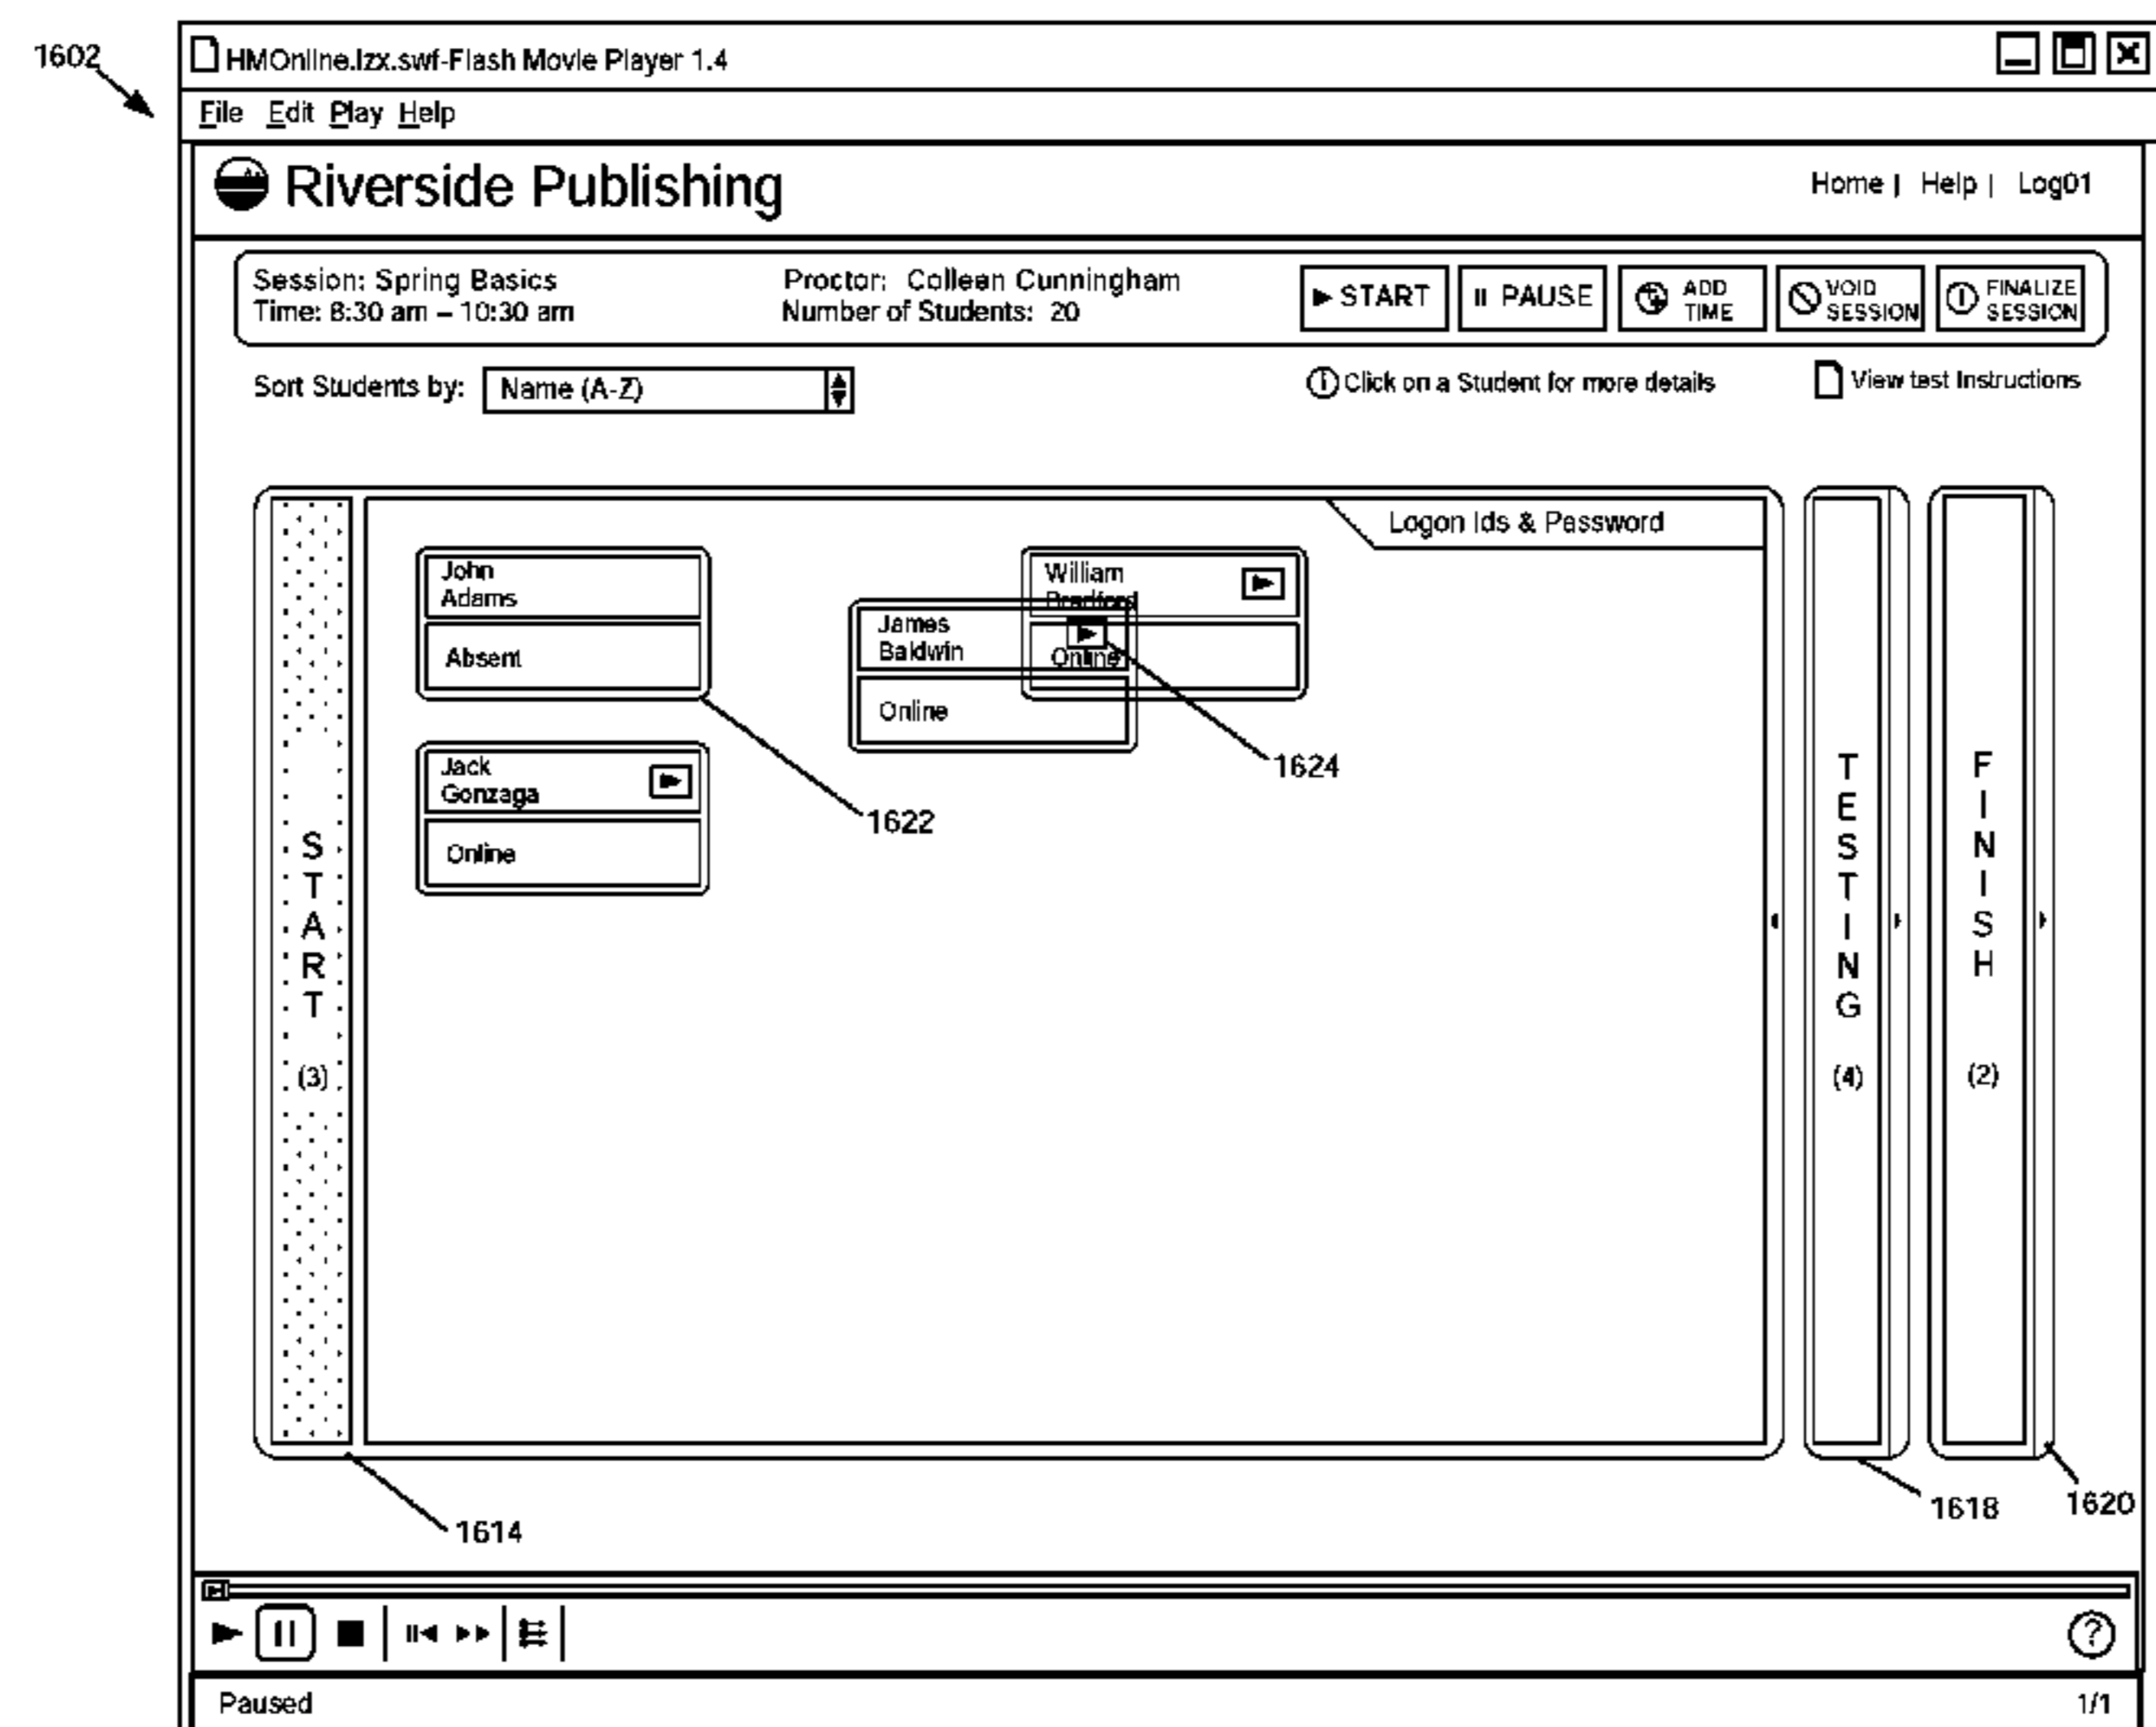 1602
HMOnline.lzx.swf-Flash Movie Player 1.4
File Edit Play Help
Riverside Publishing
Home | Help | Log01
Session: Spring Basics
Time: 8:30 am – 10:30 am
Proctor: Colleen Cunningham
Number of Students: 20
START
PAUSE
ADD
TIME
VOID
SESSION
FINALIZE
SESSION
Sort Students by: Name (A-Z)
Click on a Student for more details
View test Instructions
Logon Ids & Password
John
Adams
Absent
William
Bradford
Online
James
Baldwin
Online
1624
Jack
Gonzaga
Online
1622
START
(3)
TESTING
(4)
FINISH
(2)
1614
1618
1620
?
Paused
1/1